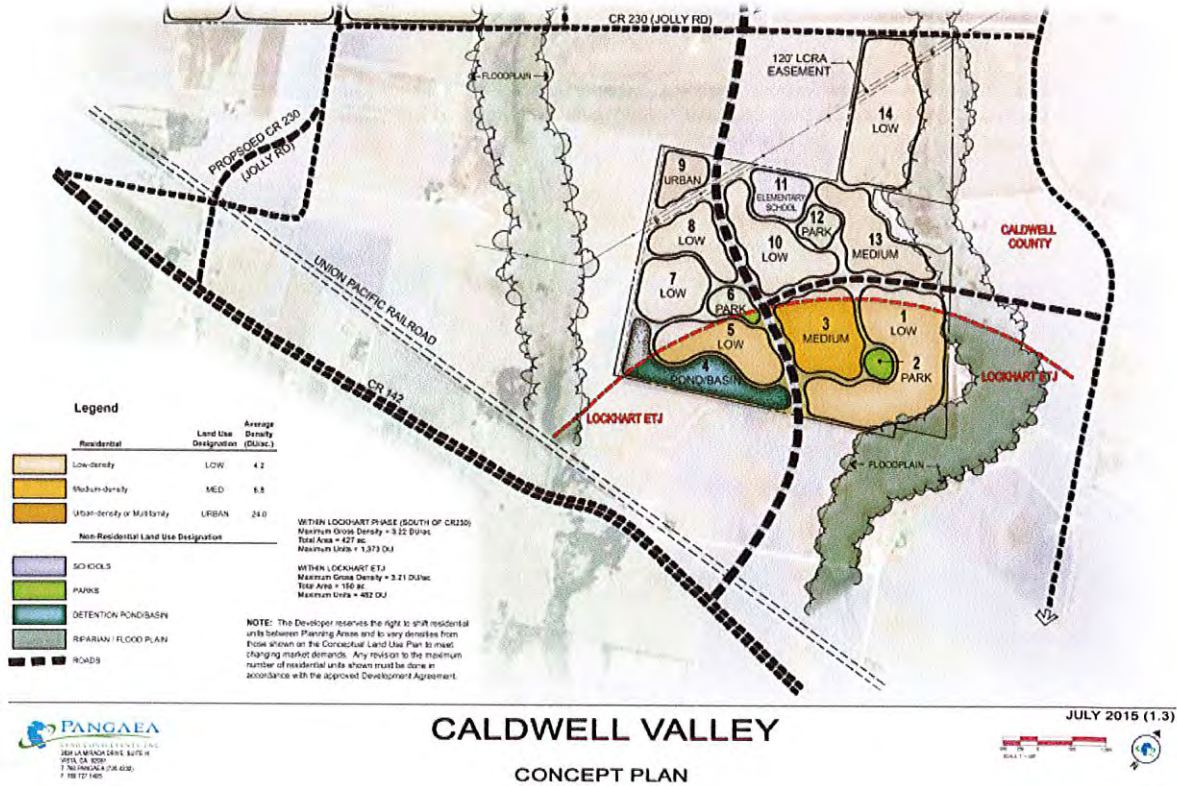 CR 230 (JOLLY RD)
120' LCRA
EASEMENT
FLOODPLAIN
14
LOW
PROPSOED CR 230
(JOLLY RD)
9
URBAN
11
ELEMENTARY
SCHOOL
12
PARK
8
LOW
10
LOW
13
MEDIUM
CALDWELL
COUNTY
UNION PACIFIC RAILROAD
7
LOW
6
PARK
5
LOW
3
MEDIUM
1
LOW
2
PARK
4
POND/BASIN
LOCKHART ETJ
LOCKHART ETJ
CR 142
FLOODPLAIN
Legend
Residential
Land Use
Designation
Average
Density
(DU/ac.)
Low-density LOW 4.2
Medium-density MED 6.8
Urban-density or Multifamily URBAN 24.0
Non-Residential Land Use Designation
SCHOOLS
PARKS
DETENTION POND/BASIN
RIPARIAN / FLOOD PLAIN
ROADS
WITHIN LOCKHART PHASE (SOUTH OF CR230)
Maximum Gross Density = 3.22 DU/ac
Total Area = 427 ac.
Maximum Units = 1,373 DU
WITHIN LOCKHART ETJ
Maximum Gross Density = 3.21 DU/ac
Total Area = 150 ac.
Maximum Units = 482 DU
NOTE: The Developer reserves the right to shift residential
units between Planning Areas and to vary densities from
those shown on the Conceptual Land Use Plan to meet
changing market demands. Any revision to the maximum
number of residential units shown must be done in
accordance with the approved Development Agreement.
PANGAEA
LAND CONSULTANTS, INC.
LA MIRADA DRIVE, SUITE H
VISTA, CA
CALDWELL VALLEY
CONCEPT PLAN
JULY 2015 (1.3)
N